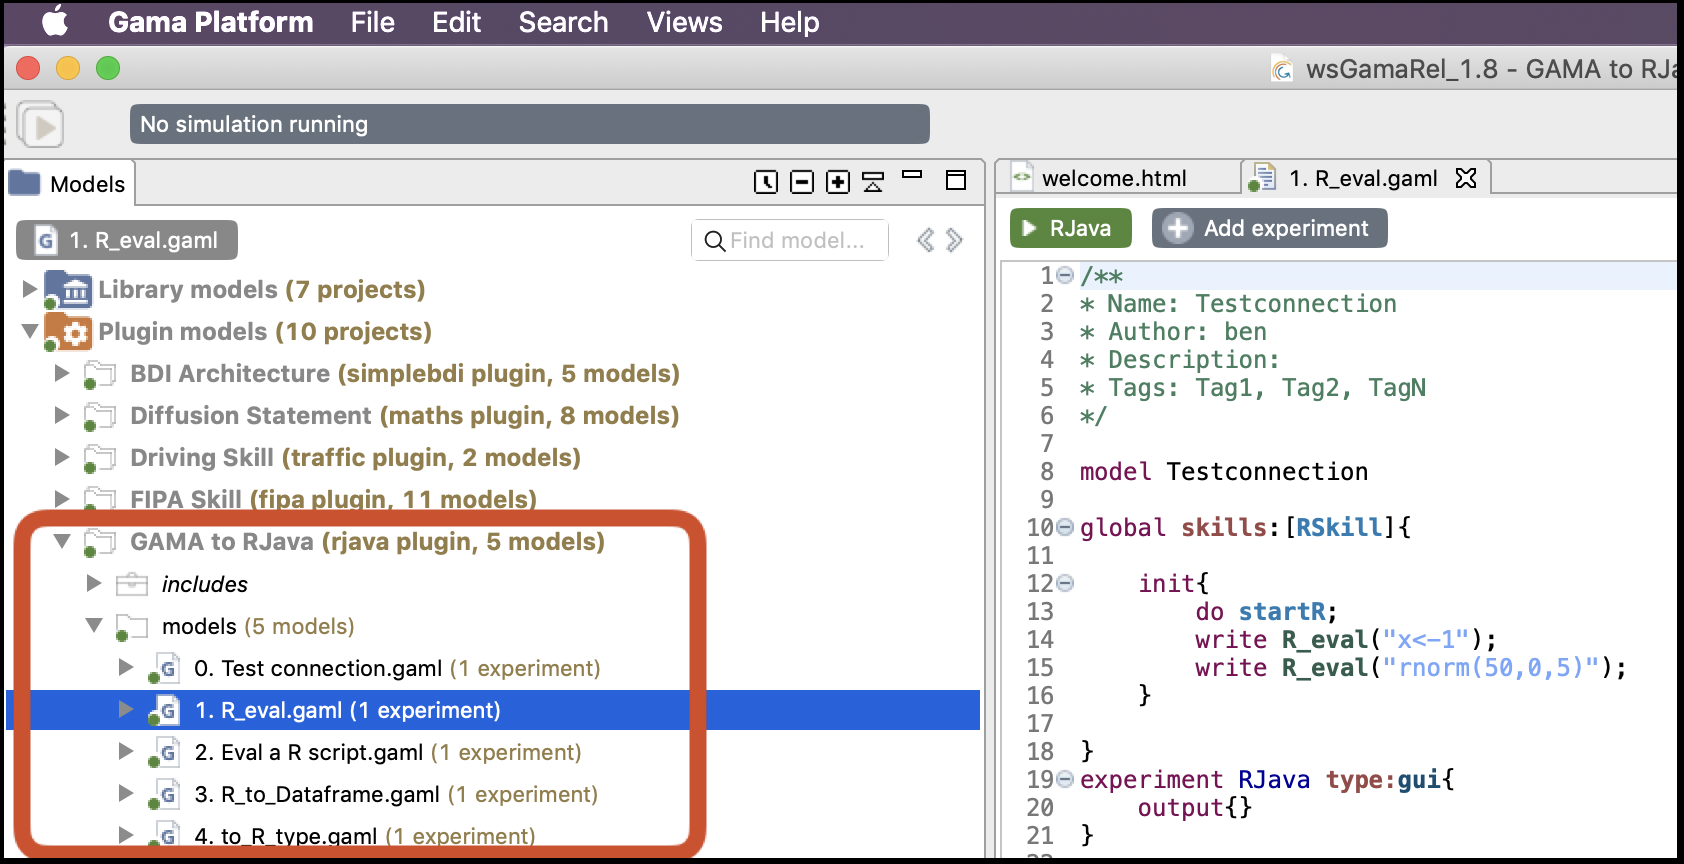 Gama Platform File Edit Search Views Help
wsGamaRel_1.8 - GAMA to RJa
No simulation running
Models
1. R_eval.gaml
Find model...
Library models (7 projects)
Plugin models (10 projects)
BDI Architecture (simplebdi plugin, 5 models)
Diffusion Statement (maths plugin, 8 models)
Driving Skill (traffic plugin, 2 models)
FIPA Skill (fipa plugin, 11 models)
GAMA to RJava (rjava plugin, 5 models)
includes
models (5 models)
0. Test connection.gaml (1 experiment)
1. R_eval.gaml (1 experiment)
2. Eval a R script.gaml (1 experiment)
3. R_to_Dataframe.gaml (1 experiment)
4. to_R_type.gaml (1 experiment)
welcome.html
1. R_eval.gaml
RJava
Add experiment
1 /**
2 * Name: Testconnection
3 * Author: ben
4 * Description:
5 * Tags: Tag1, Tag2, TagN
6 */
7
8 model Testconnection
9
10 global skills:[RSkill]{
11
12 init{
13 do startR;
14 write R_eval("x<-1");
15 write R_eval("rnorm(50,0,5)");
16 }
17
18 }
19 experiment RJava type:gui{
20 output{}
21 }